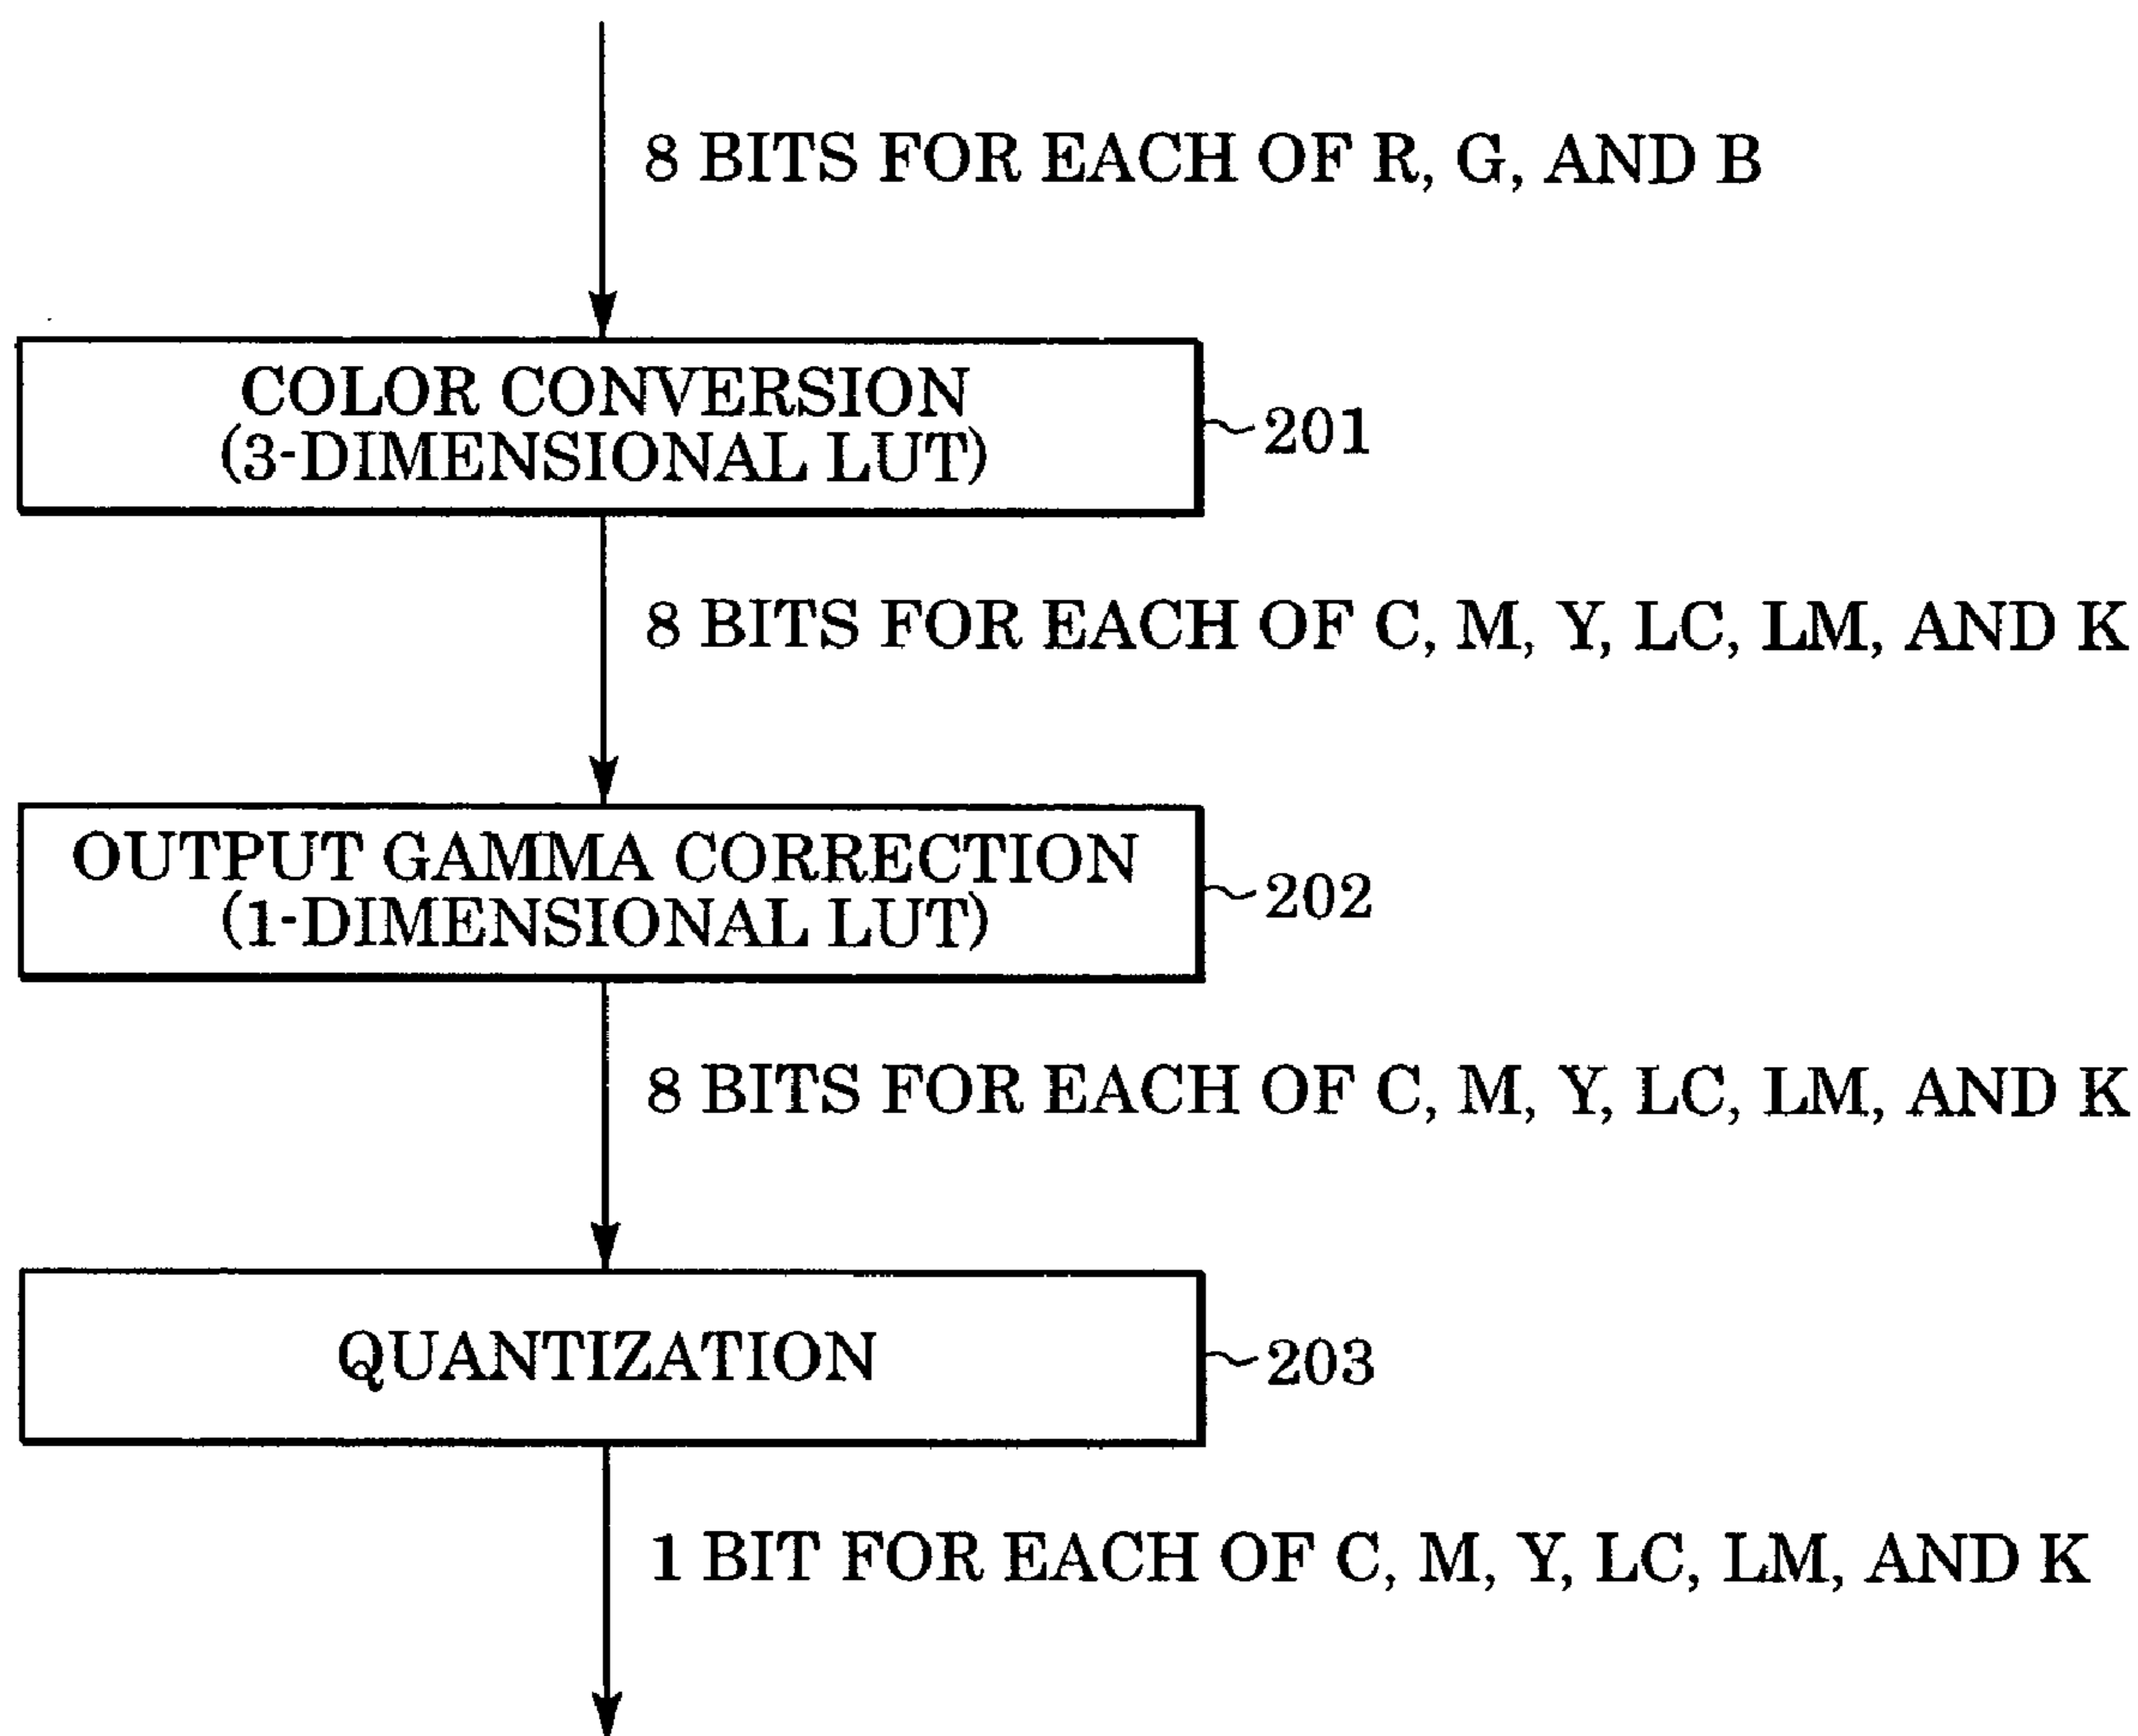 8 BITS FOR EACH OF R, G, AND B
COLOR CONVERSION
(3-DIMENSIONAL LUT)
201
8 BITS FOR EACH OF C, M, Y, LC, LM, AND K
OUTPUT GAMMA CORRECTION
(1-DIMENSIONAL LUT)
202
8 BITS FOR EACH OF C, M, Y, LC, LM, AND K
QUANTIZATION
203
1 BIT FOR EACH OF C, M, Y, LC, LM, AND K